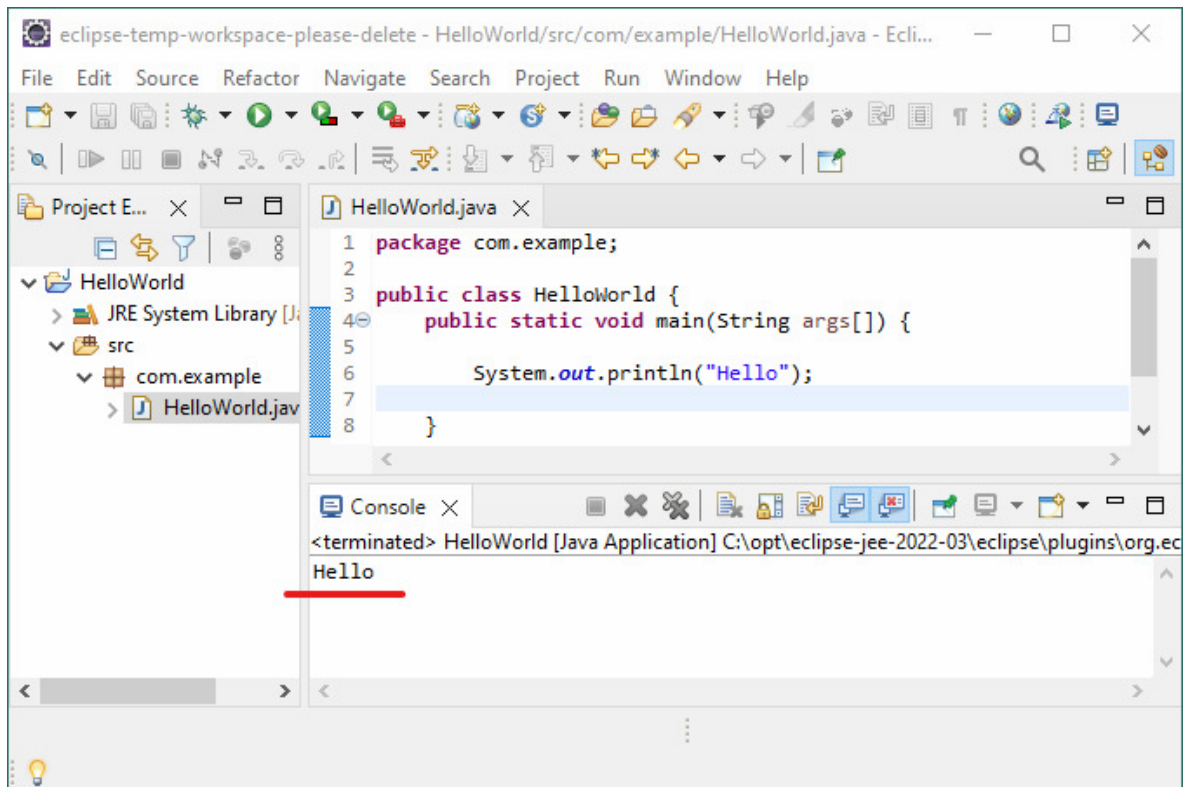 eclipse-temp-workspace-please-delete - HelloWorld/src/com/example/HelloWorld.java - Ecli...
File Edit Source Refactor Navigate Search Project Run Window Help
Project E...
HelloWorld
JRE System Library [Ja
src
com.example
HelloWorld.jav
HelloWorld.java
1 package com.example;
2
3 public class HelloWorld {
4 public static void main(String args[]) {
5
6 System.out.println("Hello");
7
8 }
Console
<terminated> HelloWorld [Java Application] C:\opt\eclipse-jee-2022-03\eclipse\plugins\org.ec
Hello